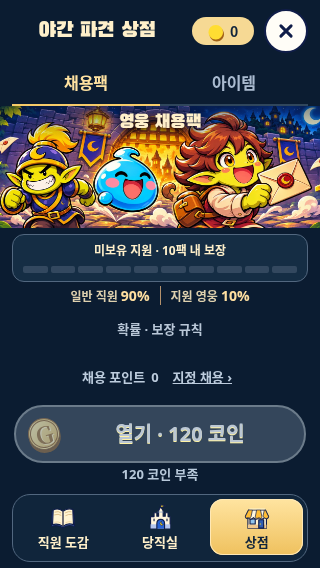 야간 파견 상점
0
채용팩
아이템
영웅 채용팩
미보유 지원 · 10팩 내 보장
일반 직원 90% 지원 영웅 10%
확률 · 보장 규칙
채용 포인트 0 지정 채용 ›
G 열기 · 120 코인
120 코인 부족
직원 도감
당직실
상점